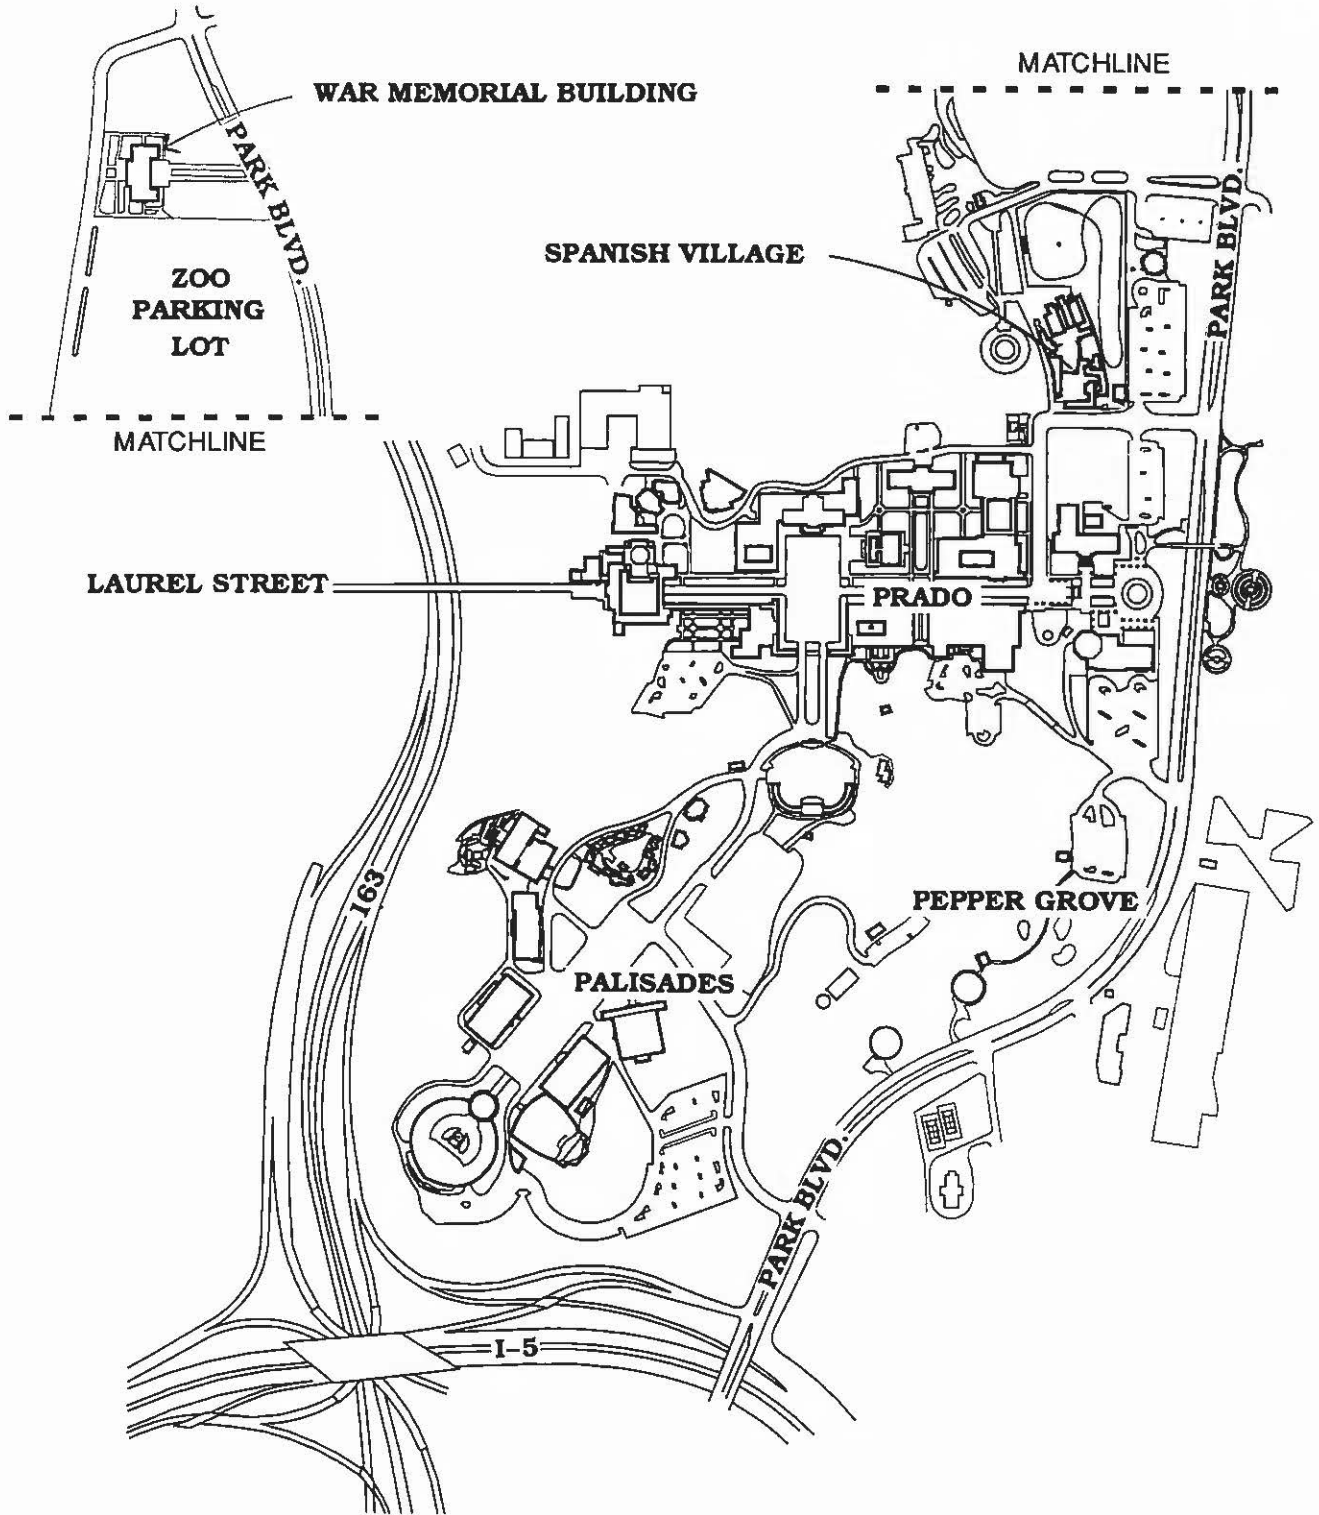 MATCHLINE
WAR MEMORIAL BUILDING
PARK BLVD.
PARK BLVD.
SPANISH VILLAGE
ZOO
PARKING
LOT
MATCHLINE
LAUREL STREET
PRADO
163
PEPPER GROVE
PALISADES
PARK BLVD.
I-5